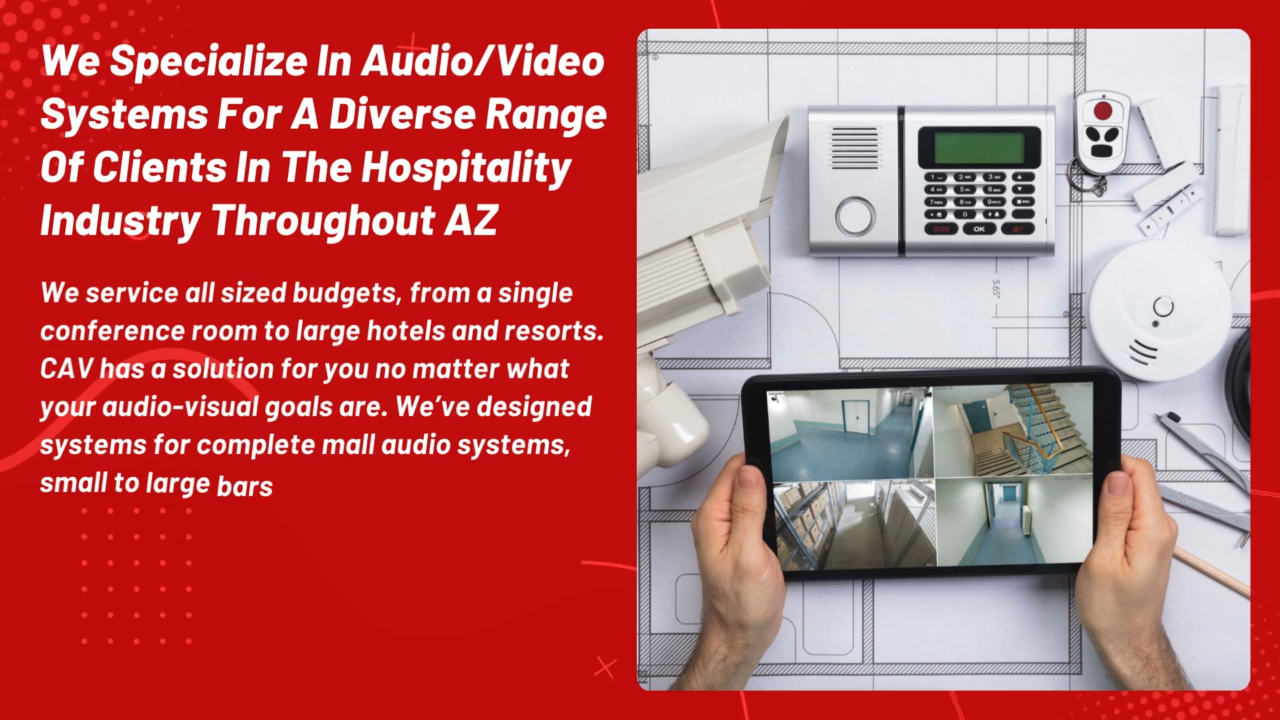 We Specialize In Audio/Video
Systems For A Diverse Range
Of Clients In The Hospitality
Industry Throughout AZ
We service all sized budgets, from a single
conference room to large hotels and resorts.
CAV has a solution for you no matter what
your audio-visual goals are. We’ve designed
systems for complete mall audio systems,
small to large bars
5.65"
OK